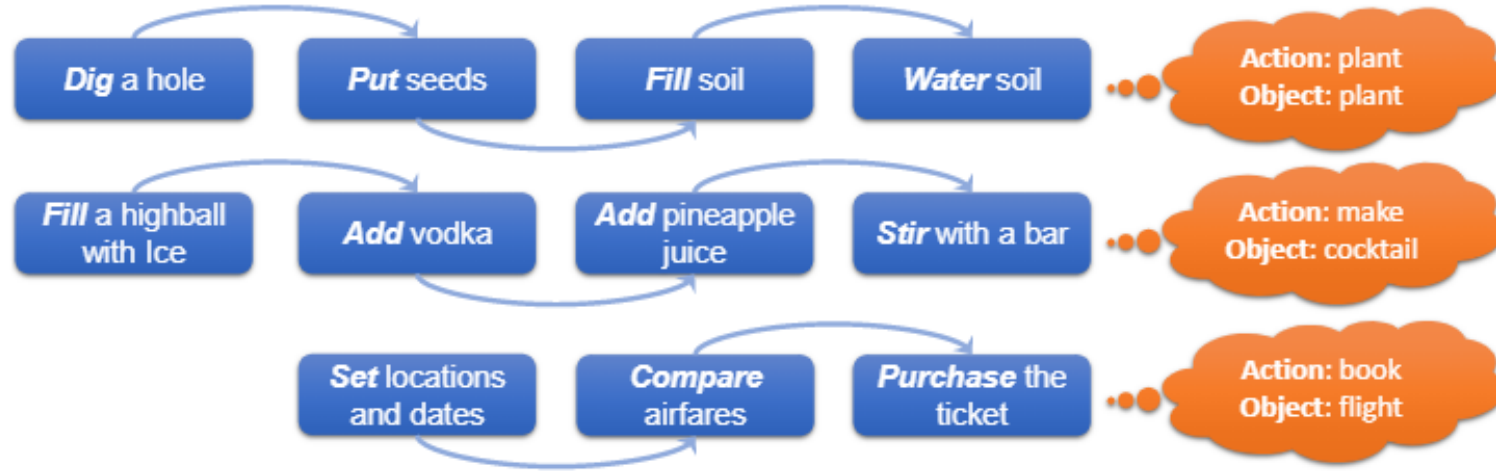 Dig a hole
Put seeds
Fill soil
Water soil
Action: plant
Object: plant
Fill a highball
with Ice
Add vodka
Add pineapple
juice
Stir with a bar
Action: make
Object: cocktail
Set locations
and dates
Compare
airfares
Purchase the
ticket
Action: book
Object: flight